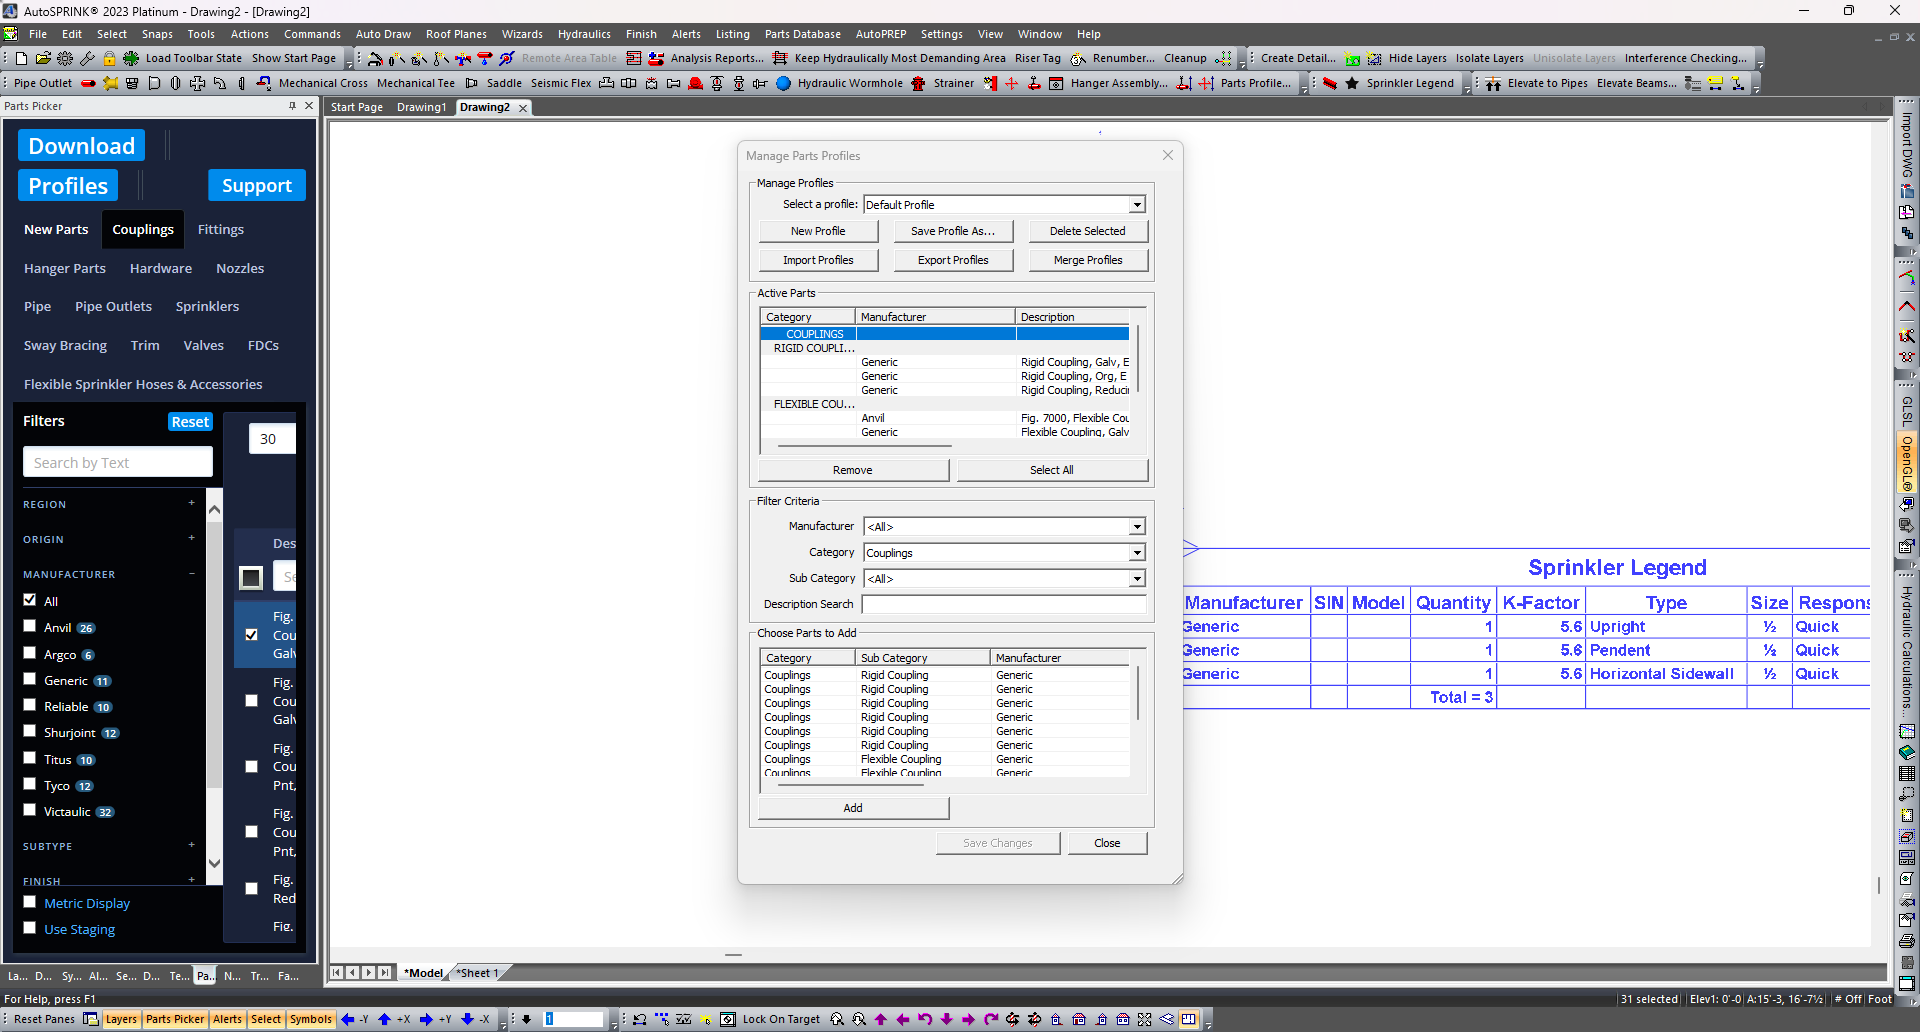 AutoSPRINK® 2023 Platinum - Drawing2 - [Drawing2]
File Edit Select Snaps Tools Actions Commands Auto Draw Roof Planes Wizards Hydraulics Finish Alerts Listing Parts Database AutoPREP Settings View Window Help
Load Toolbar State Show Start Page Remote Area Table Analysis Reports... Keep Hydraulically Most Demanding Area Riser Tag Renumber... Cleanup Create Detail... Hide Layers Isolate Layers Unisolate Layers Interference Checking...
Pipe Outlet Mechanical Cross Mechanical Tee Saddle Seismic Flex Hydraulic Wormhole Strainer Hanger Assembly... Parts Profile... Sprinkler Legend Elevate to Pipes Elevate Beams...
Parts Picker
Start Page Drawing1 Drawing2
Download
Profiles Support
New Parts Couplings Fittings
Hanger Parts Hardware Nozzles
Pipe Pipe Outlets Sprinklers
Sway Bracing Trim Valves FDCs
Flexible Sprinkler Hoses & Accessories
Filters Reset
30
Search by Text
REGION +
ORIGIN +
MANUFACTURER −
All
Anvil 26
Argco 6
Generic 11
Reliable 10
Shurjoint 12
Titus 10
Tyco 12
Victaulic 32
SUBTYPE +
FINISH +
Metric Display
Use Staging
Des
Se
Fig.
Cou
Galv
Fig.
Cou
Galv
Fig.
Cou
Pnt,
Fig.
Cou
Pnt,
Fig.
Red
Fig.
La... D... Sy... Al... Se... D... Te... Pa.. N... Tr... Fa...
Manage Parts Profiles
Manage Profiles
Select a profile: Default Profile
New Profile Save Profile As... Delete Selected
Import Profiles Export Profiles Merge Profiles
Active Parts
Category Manufacturer Description
COUPLINGS
RIGID COUPLI...
Generic Rigid Coupling, Galv, E
Generic Rigid Coupling, Org, E
Generic Rigid Coupling, Reducin
FLEXIBLE COU...
Anvil Fig. 7000, Flexible Cou
Generic Flexible Coupling, Galv
Remove Select All
Filter Criteria
Manufacturer <All>
Category Couplings
Sub Category <All>
Description Search
Choose Parts to Add
Category Sub Category Manufacturer
Couplings Rigid Coupling Generic
Couplings Rigid Coupling Generic
Couplings Rigid Coupling Generic
Couplings Rigid Coupling Generic
Couplings Rigid Coupling Generic
Couplings Rigid Coupling Generic
Couplings Flexible Coupling Generic
Couplings Flexible Coupling Generic
Add
Save Changes Close
Sprinkler Legend
Manufacturer SIN Model Quantity K-Factor Type Size Respons
Generic 1 5.6 Upright ½ Quick
Generic 1 5.6 Pendent ½ Quick
Generic 1 5.6 Horizontal Sidewall ½ Quick
Total = 3
Import DWG
GLSL
OpenGL®
Hydraulic Calculations...
*Model *Sheet 1
For Help, press F1
31 selected Elev1: 0'-0 A:15'-3, 16'-7½ # Off Foot
Reset Panes Layers Parts Picker Alerts Select Symbols -Y +X +Y -X 1 Lock On Target